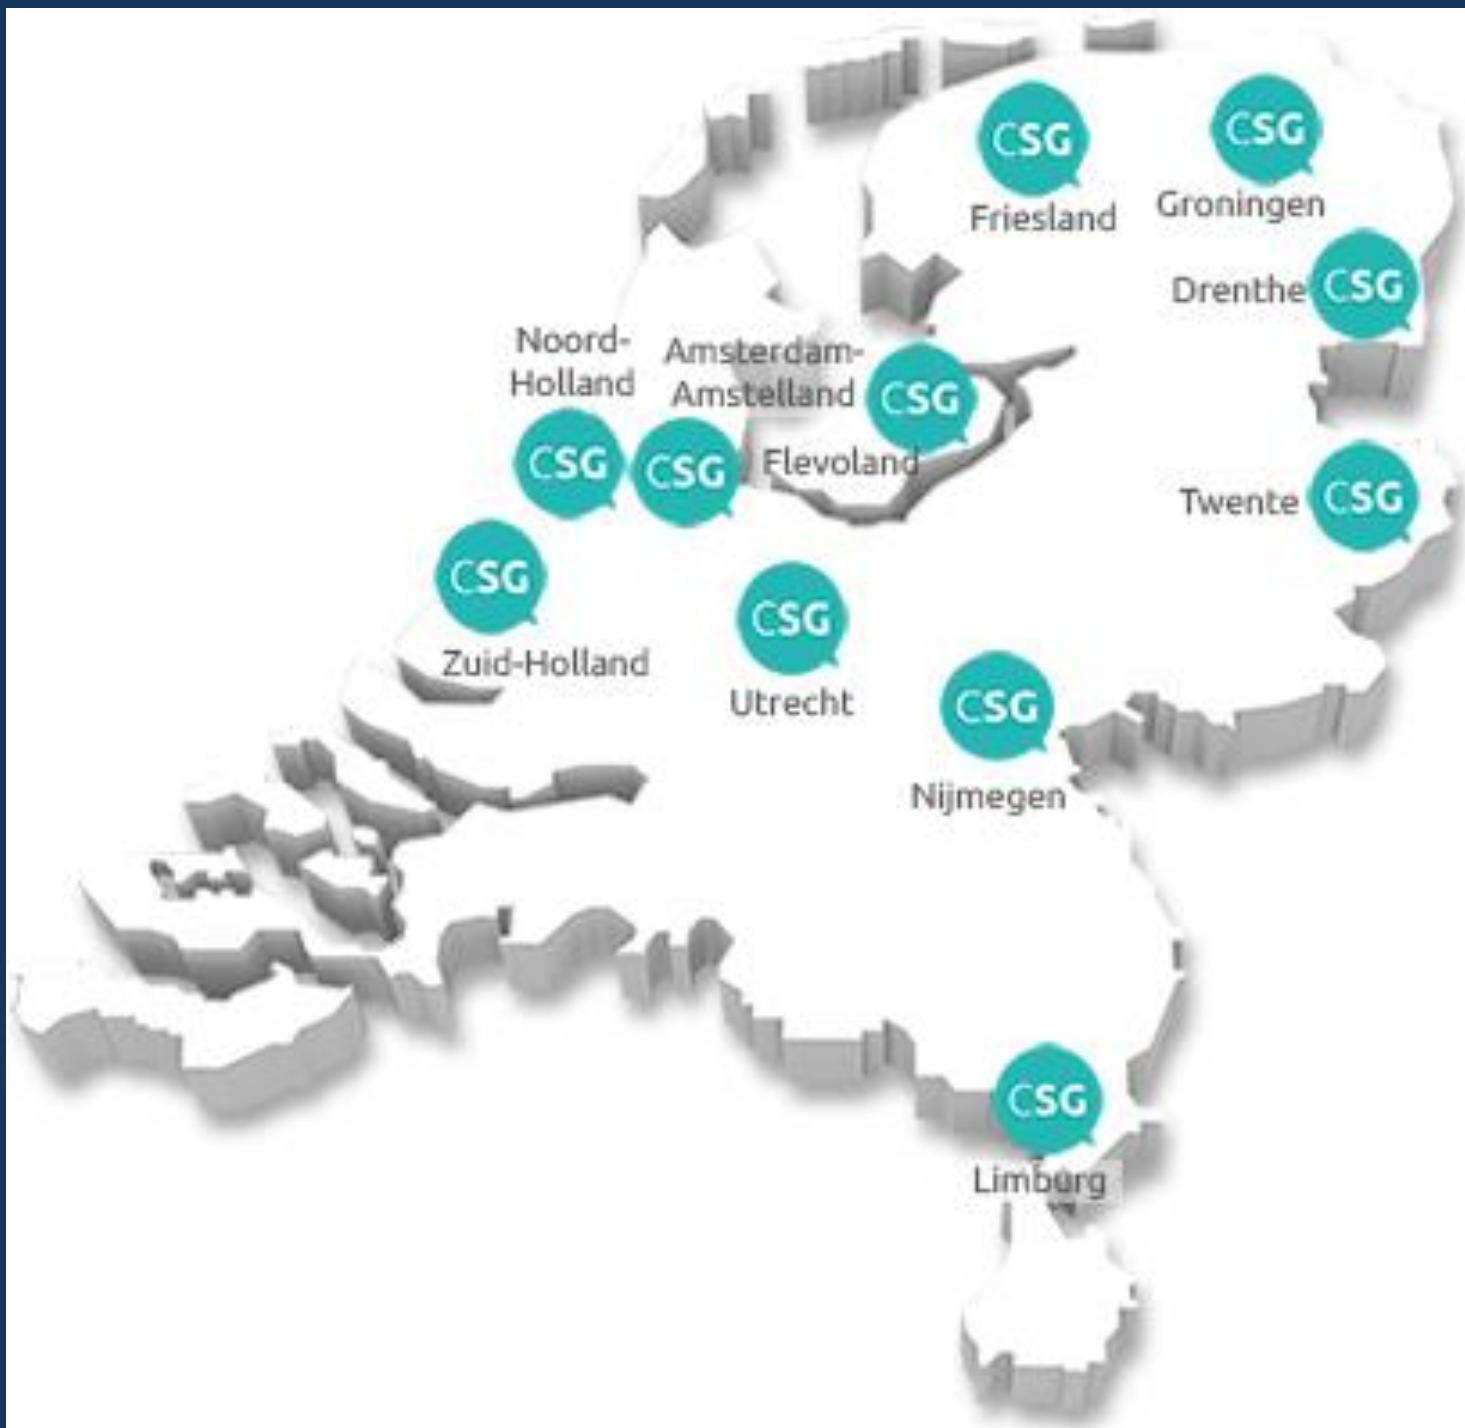 CSG
Friesland
CSG
Groningen
Drenthe
CSG
Noord-
Holland
CSG
Amsterdam-
Amstelland
CSG
CSG
Flevoland
Twente
CSG
CSG
Zuid-Holland
CSG
Utrecht
CSG
Nijmegen
CSG
Limburg